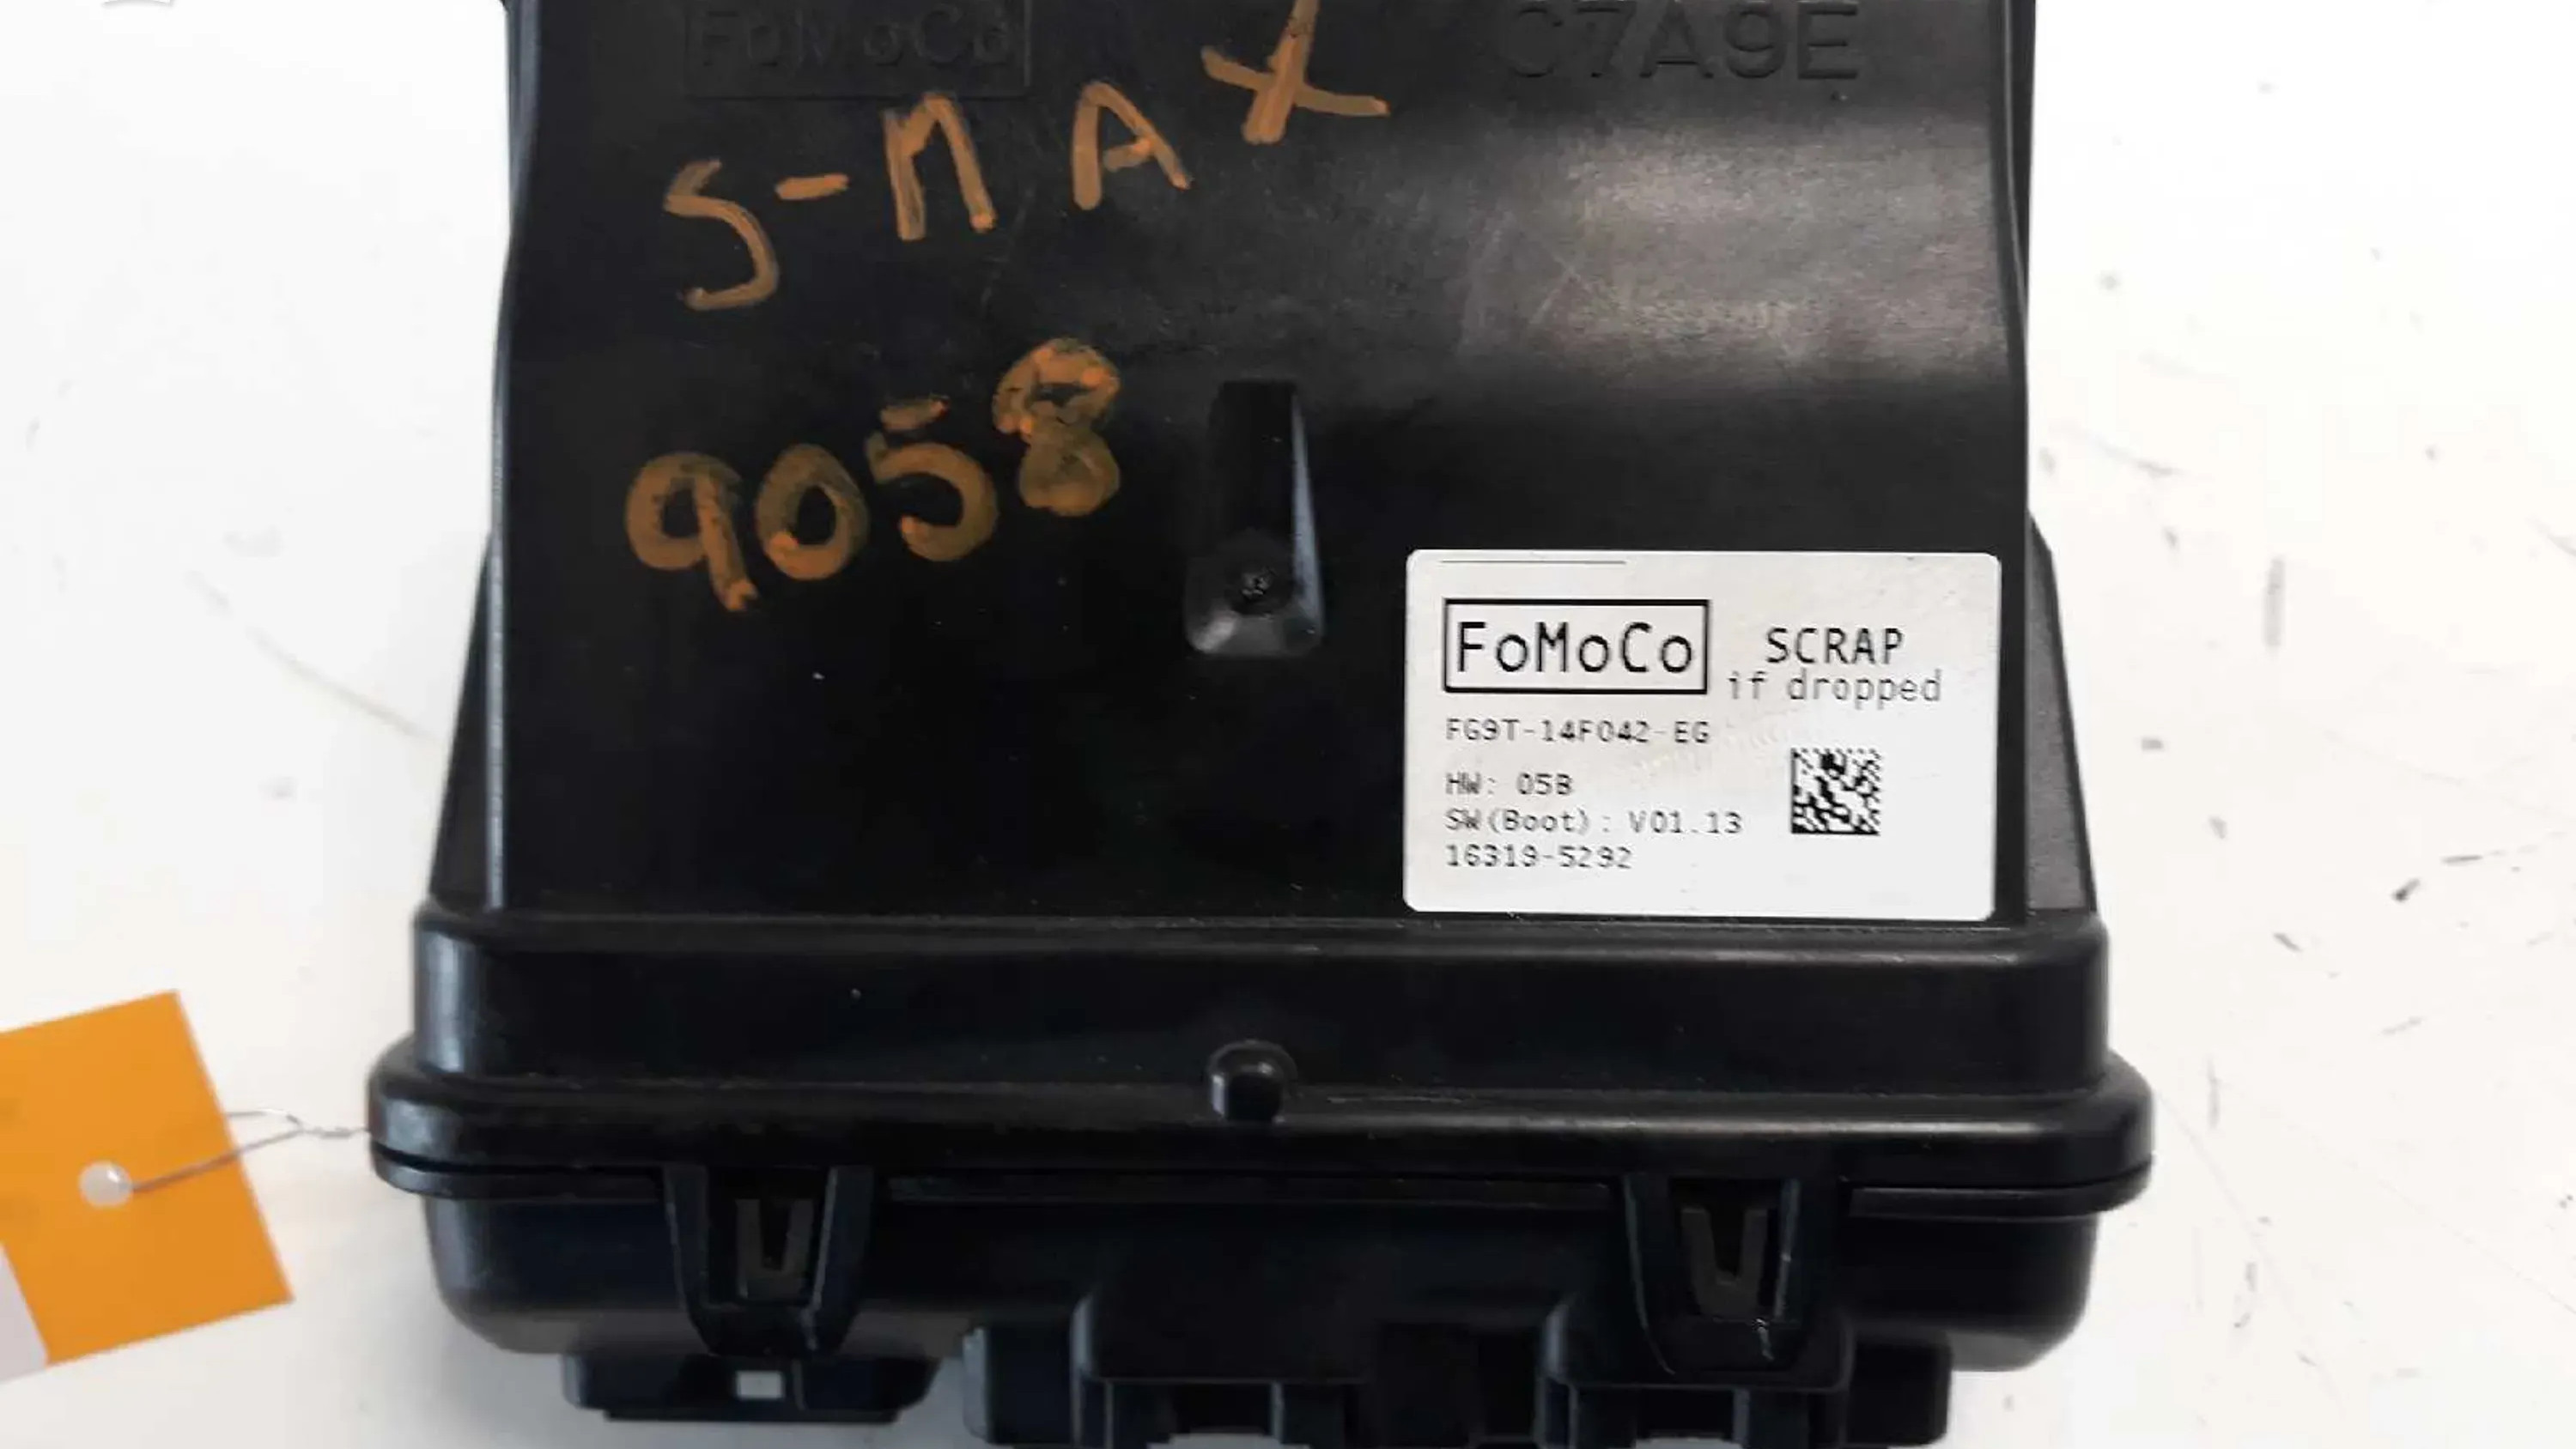 FoMoCo
C7A9E
S-MAX
9058
FoMoCo
SCRAP
if dropped
FG9T-14F042-EG
HW: 05B
SW(Boot): V01.13
16319-5292